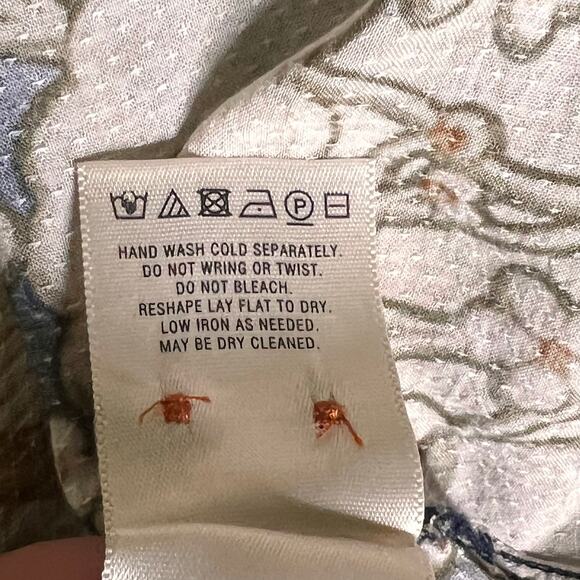 P
HAND WASH COLD SEPARATELY.
DO NOT WRING OR TWIST.
DO NOT BLEACH.
RESHAPE LAY FLAT TO DRY.
LOW IRON AS NEEDED.
MAY BE DRY CLEANED.